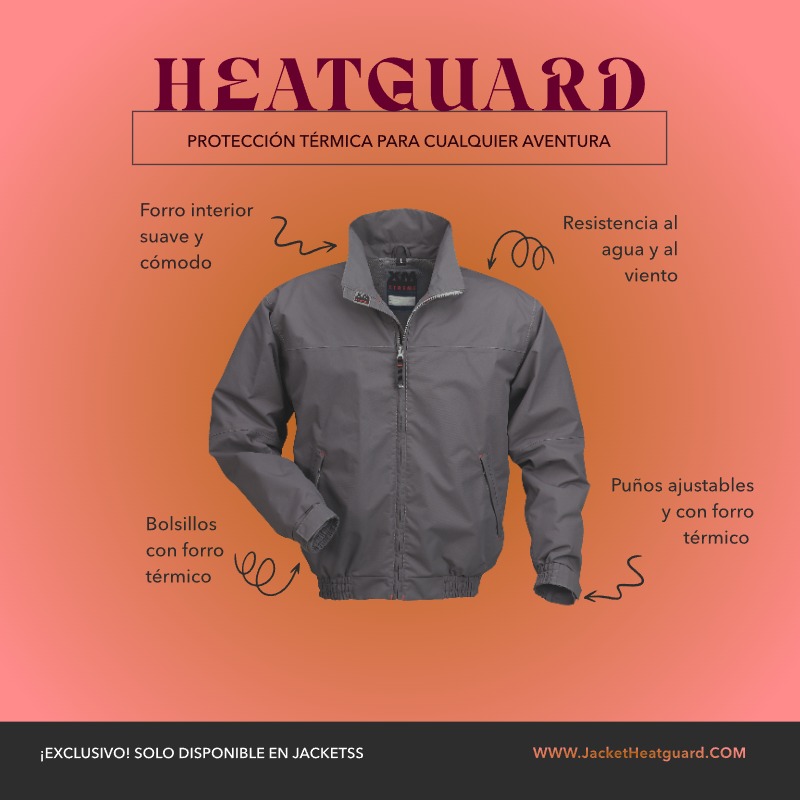 HEATGUARD
PROTECCIÓN TÉRMICA PARA CUALQUIER AVENTURA
Forro interior
suave y
cómodo
Resistencia al
agua y al
viento
Puños ajustables
y con forro
térmico
Bolsillos
con forro
térmico
¡EXCLUSIVO! SOLO DISPONIBLE EN JACKETSS
WWW.JacketHeatguard.COM